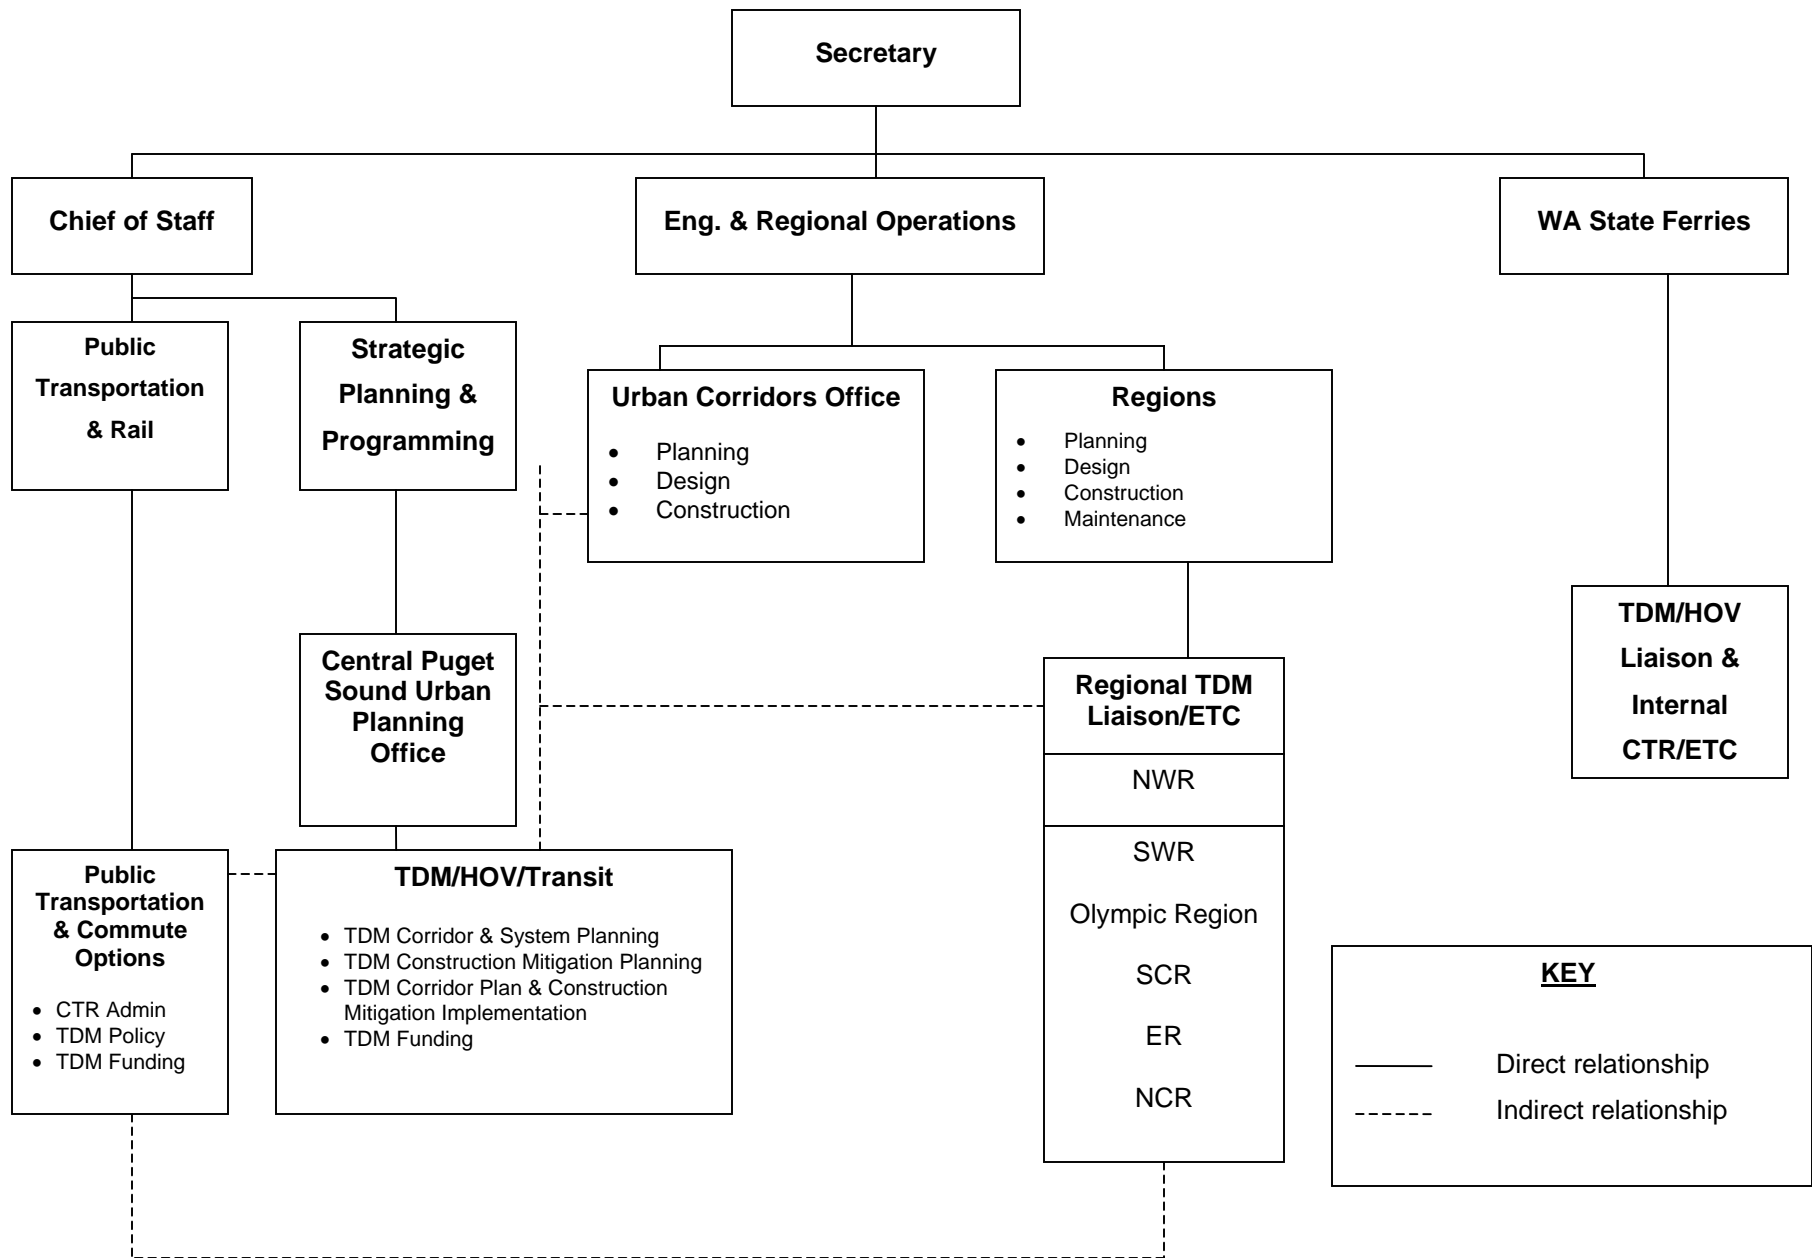 Secretary
Chief of Staff
Eng. & Regional Operations
WA State Ferries
Public
Transportation
& Rail
Strategic
Planning &
Programming
Urban Corridors Office
• Planning
• Design
• Construction
Regions
• Planning
• Design
• Construction
• Maintenance
Central Puget
Sound Urban
Planning
Office
Regional TDM
Liaison/ETC
NWR
SWR
Olympic Region
SCR
ER
NCR
TDM/HOV
Liaison &
Internal
CTR/ETC
Public
Transportation
& Commute
Options
• CTR Admin
• TDM Policy
• TDM Funding
TDM/HOV/Transit
• TDM Corridor & System Planning
• TDM Construction Mitigation Planning
• TDM Corridor Plan & Construction
Mitigation Implementation
• TDM Funding
KEY
Direct relationship
Indirect relationship